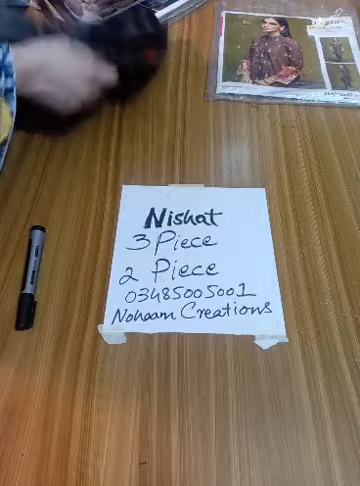 Nishat
3 Piece
2 Piece
03485005001
Nohaam Creations